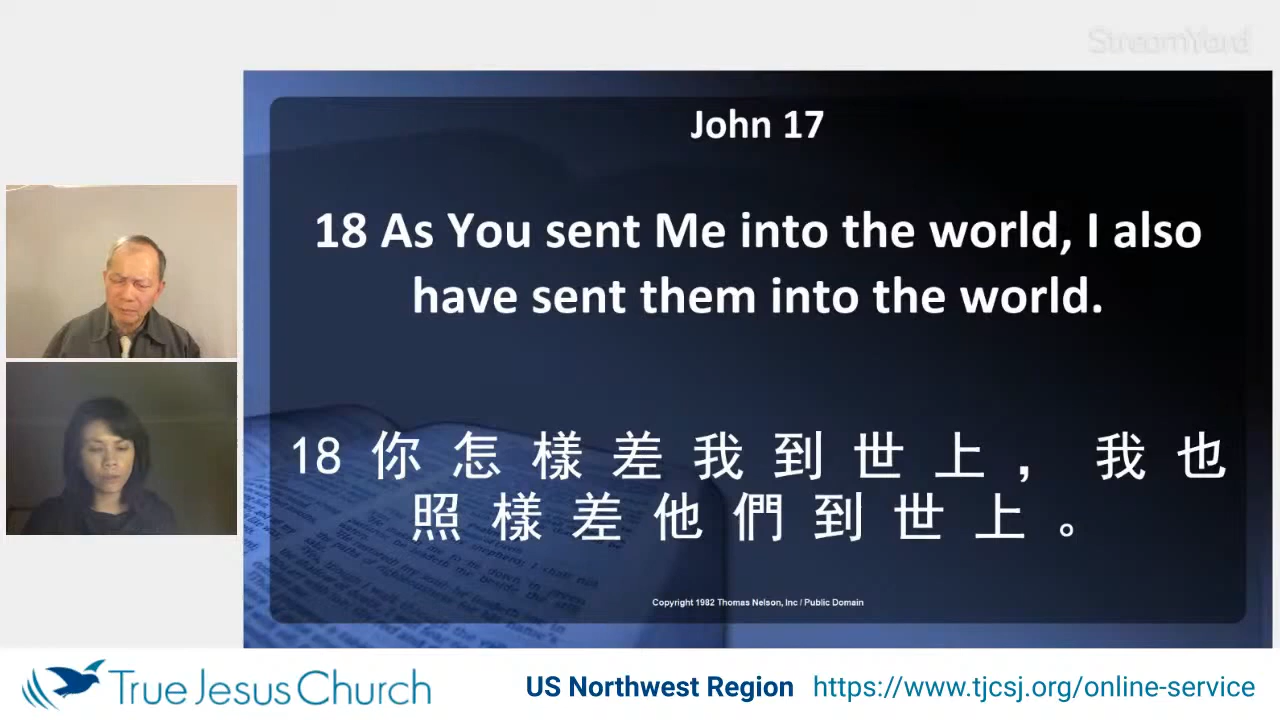 StreamYard
John 17
18 As You sent Me into the world, I also
have sent them into the world.
18 你 怎 樣 差 我 到 世 上 ， 我 也
照 樣 差 他 們 到 世 上 。
Copyright 1982 Thomas Nelson, Inc / Public Domain
True Jesus Church
US Northwest Region https://www.tjcsj.org/online-service